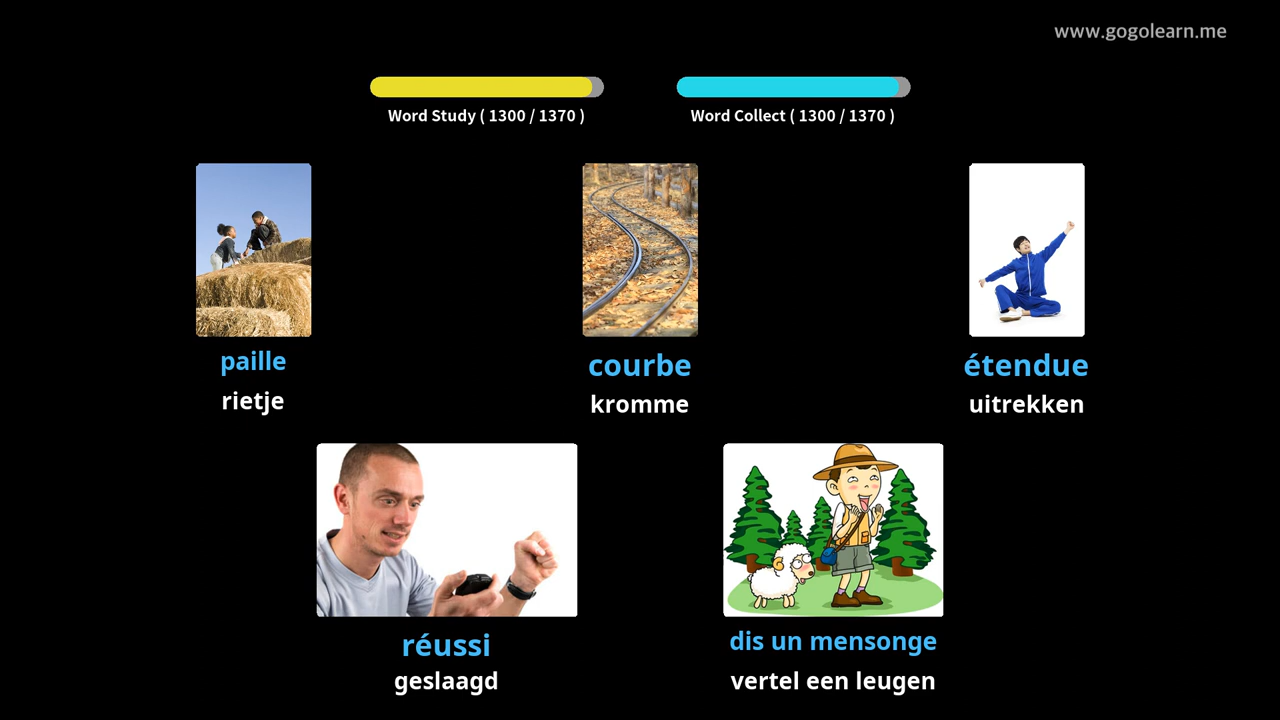 www.gogolearn.me
Word Study ( 1300 / 1370 )
Word Collect ( 1300 / 1370 )
paille
rietje
courbe
kromme
étendue
uitrekken
réussi
geslaagd
dis un mensonge
vertel een leugen